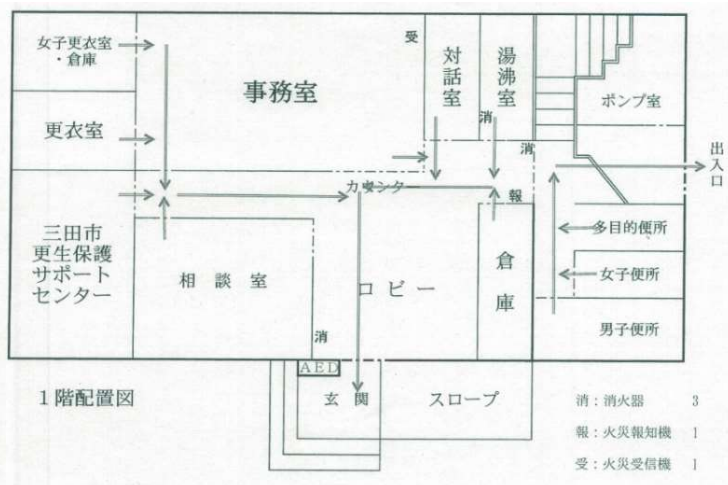 女子更衣室
・倉庫
更衣室
三田市
更生保護
サポート
センター
事務室
受
対話室
湯沸室
消
消
ポンプ室
出入口
カウンター
報
多目的便所
女子便所
男子便所
相談室
ロビー
倉庫
消
AED
玄関
スロープ
1階配置図
消：消火器 3
報：火災報知機 1
受：火災受信機 1